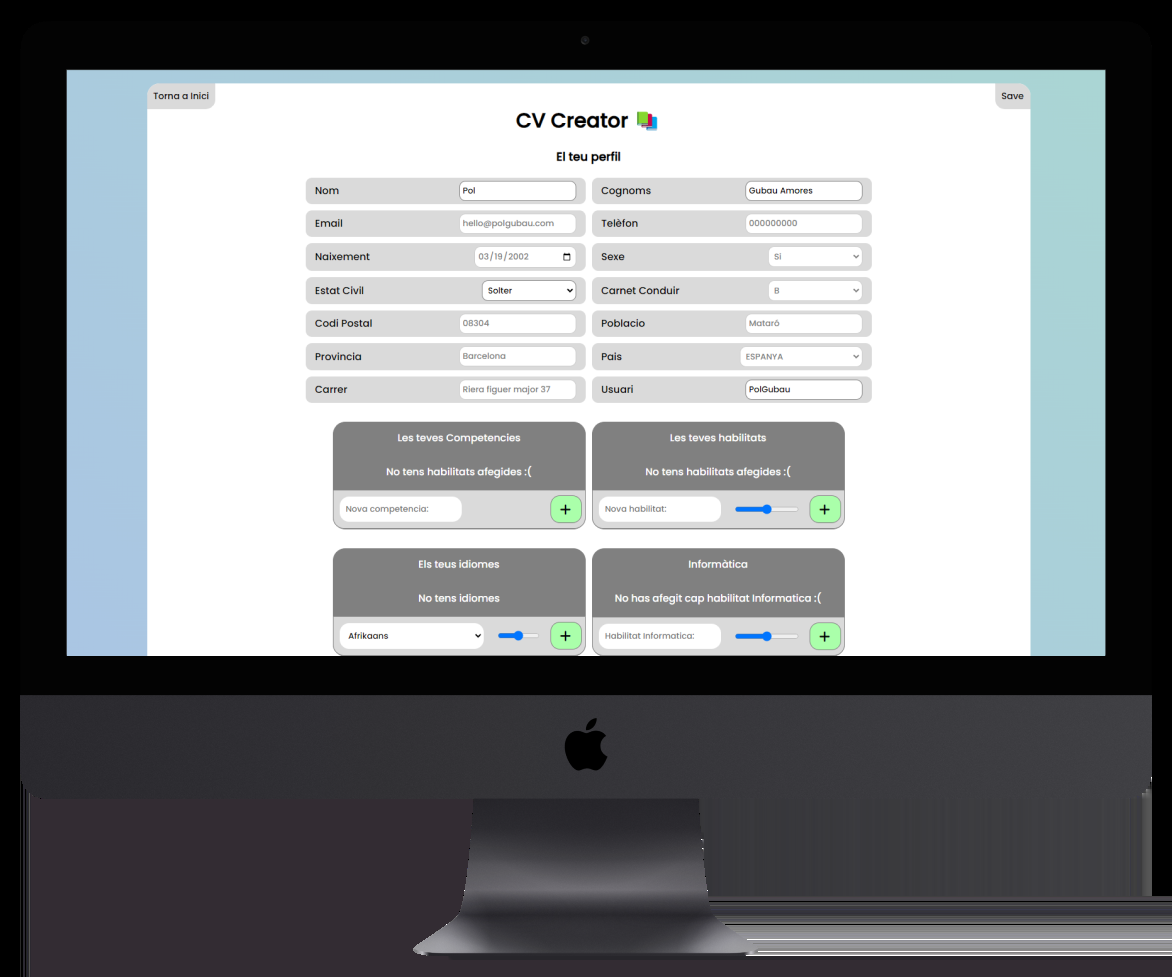 Torna a Inici
Save
CV Creator
El teu perfil
Nom Pol Cognoms Gubau Amores
Email hello@polgubau.com Telèfon 000000000
Naixement 03/19/2002 Sexe Si
Estat Civil Solter Carnet Conduir B
Codi Postal 08304 Poblacio Mataró
Provincia Barcelona Pais ESPANYA
Carrer Riera figuer major 37 Usuari PolGubau
Les teves Competencies Les teves habilitats
No tens habilitats afegides :( No tens habilitats afegides :(
Nova competencia: + Nova habilitat: +
Els teus idiomes Informàtica
No tens idiomes No has afegit cap habilitat Informatica :(
Afrikaans + Habilitat Informatica: +